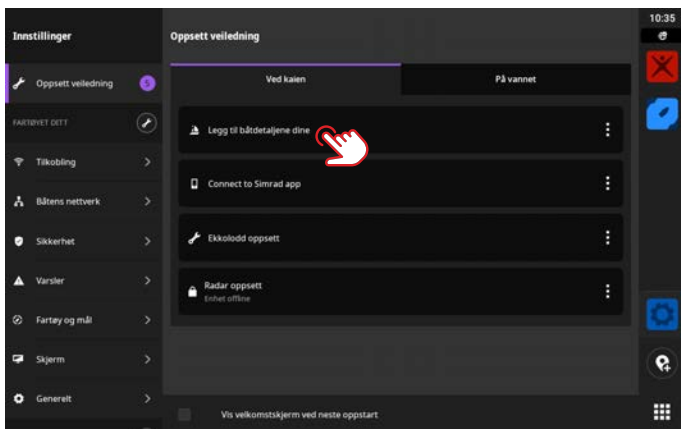 10:35
Innstillinger
Oppsett veiledning
Oppsett veiledning
5
Ved kaien
På vannet
FARTØYET DITT
Legg til båtdetaljene dine
Tilkobling
Connect to Simrad app
Båtens nettverk
Sikkerhet
Ekkolodd oppsett
Varsler
Radar oppsett
Enhet offline
Fartøy og mål
Skjerm
Generelt
Vis velkomstskjerm ved neste oppstart